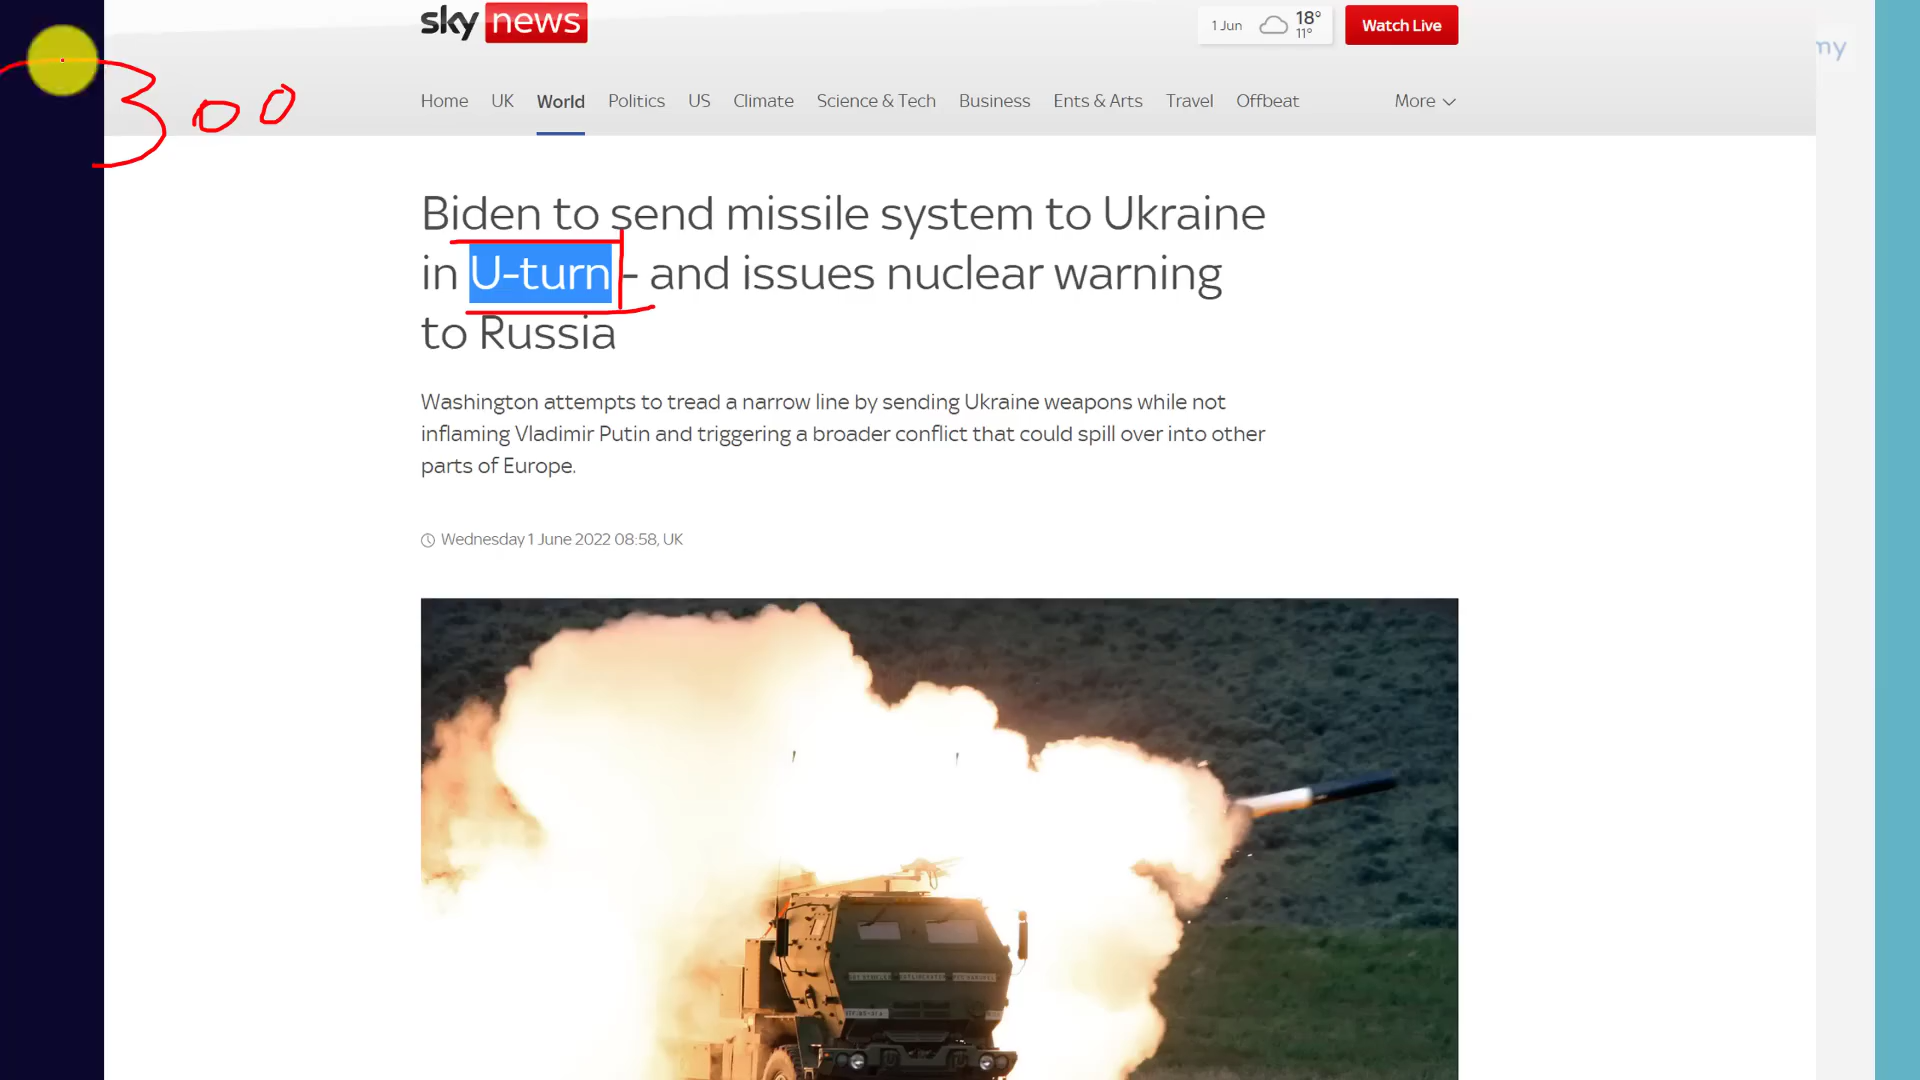 sky news
1 Jun 18° 11° Watch Live
my
300
Home UK World Politics US Climate Science & Tech Business Ents & Arts Travel Offbeat More
Biden to send missile system to Ukraine
in U-turn - and issues nuclear warning
to Russia
Washington attempts to tread a narrow line by sending Ukraine weapons while not
inflaming Vladimir Putin and triggering a broader conflict that could spill over into other
parts of Europe.
Wednesday 1 June 2022 08:58, UK